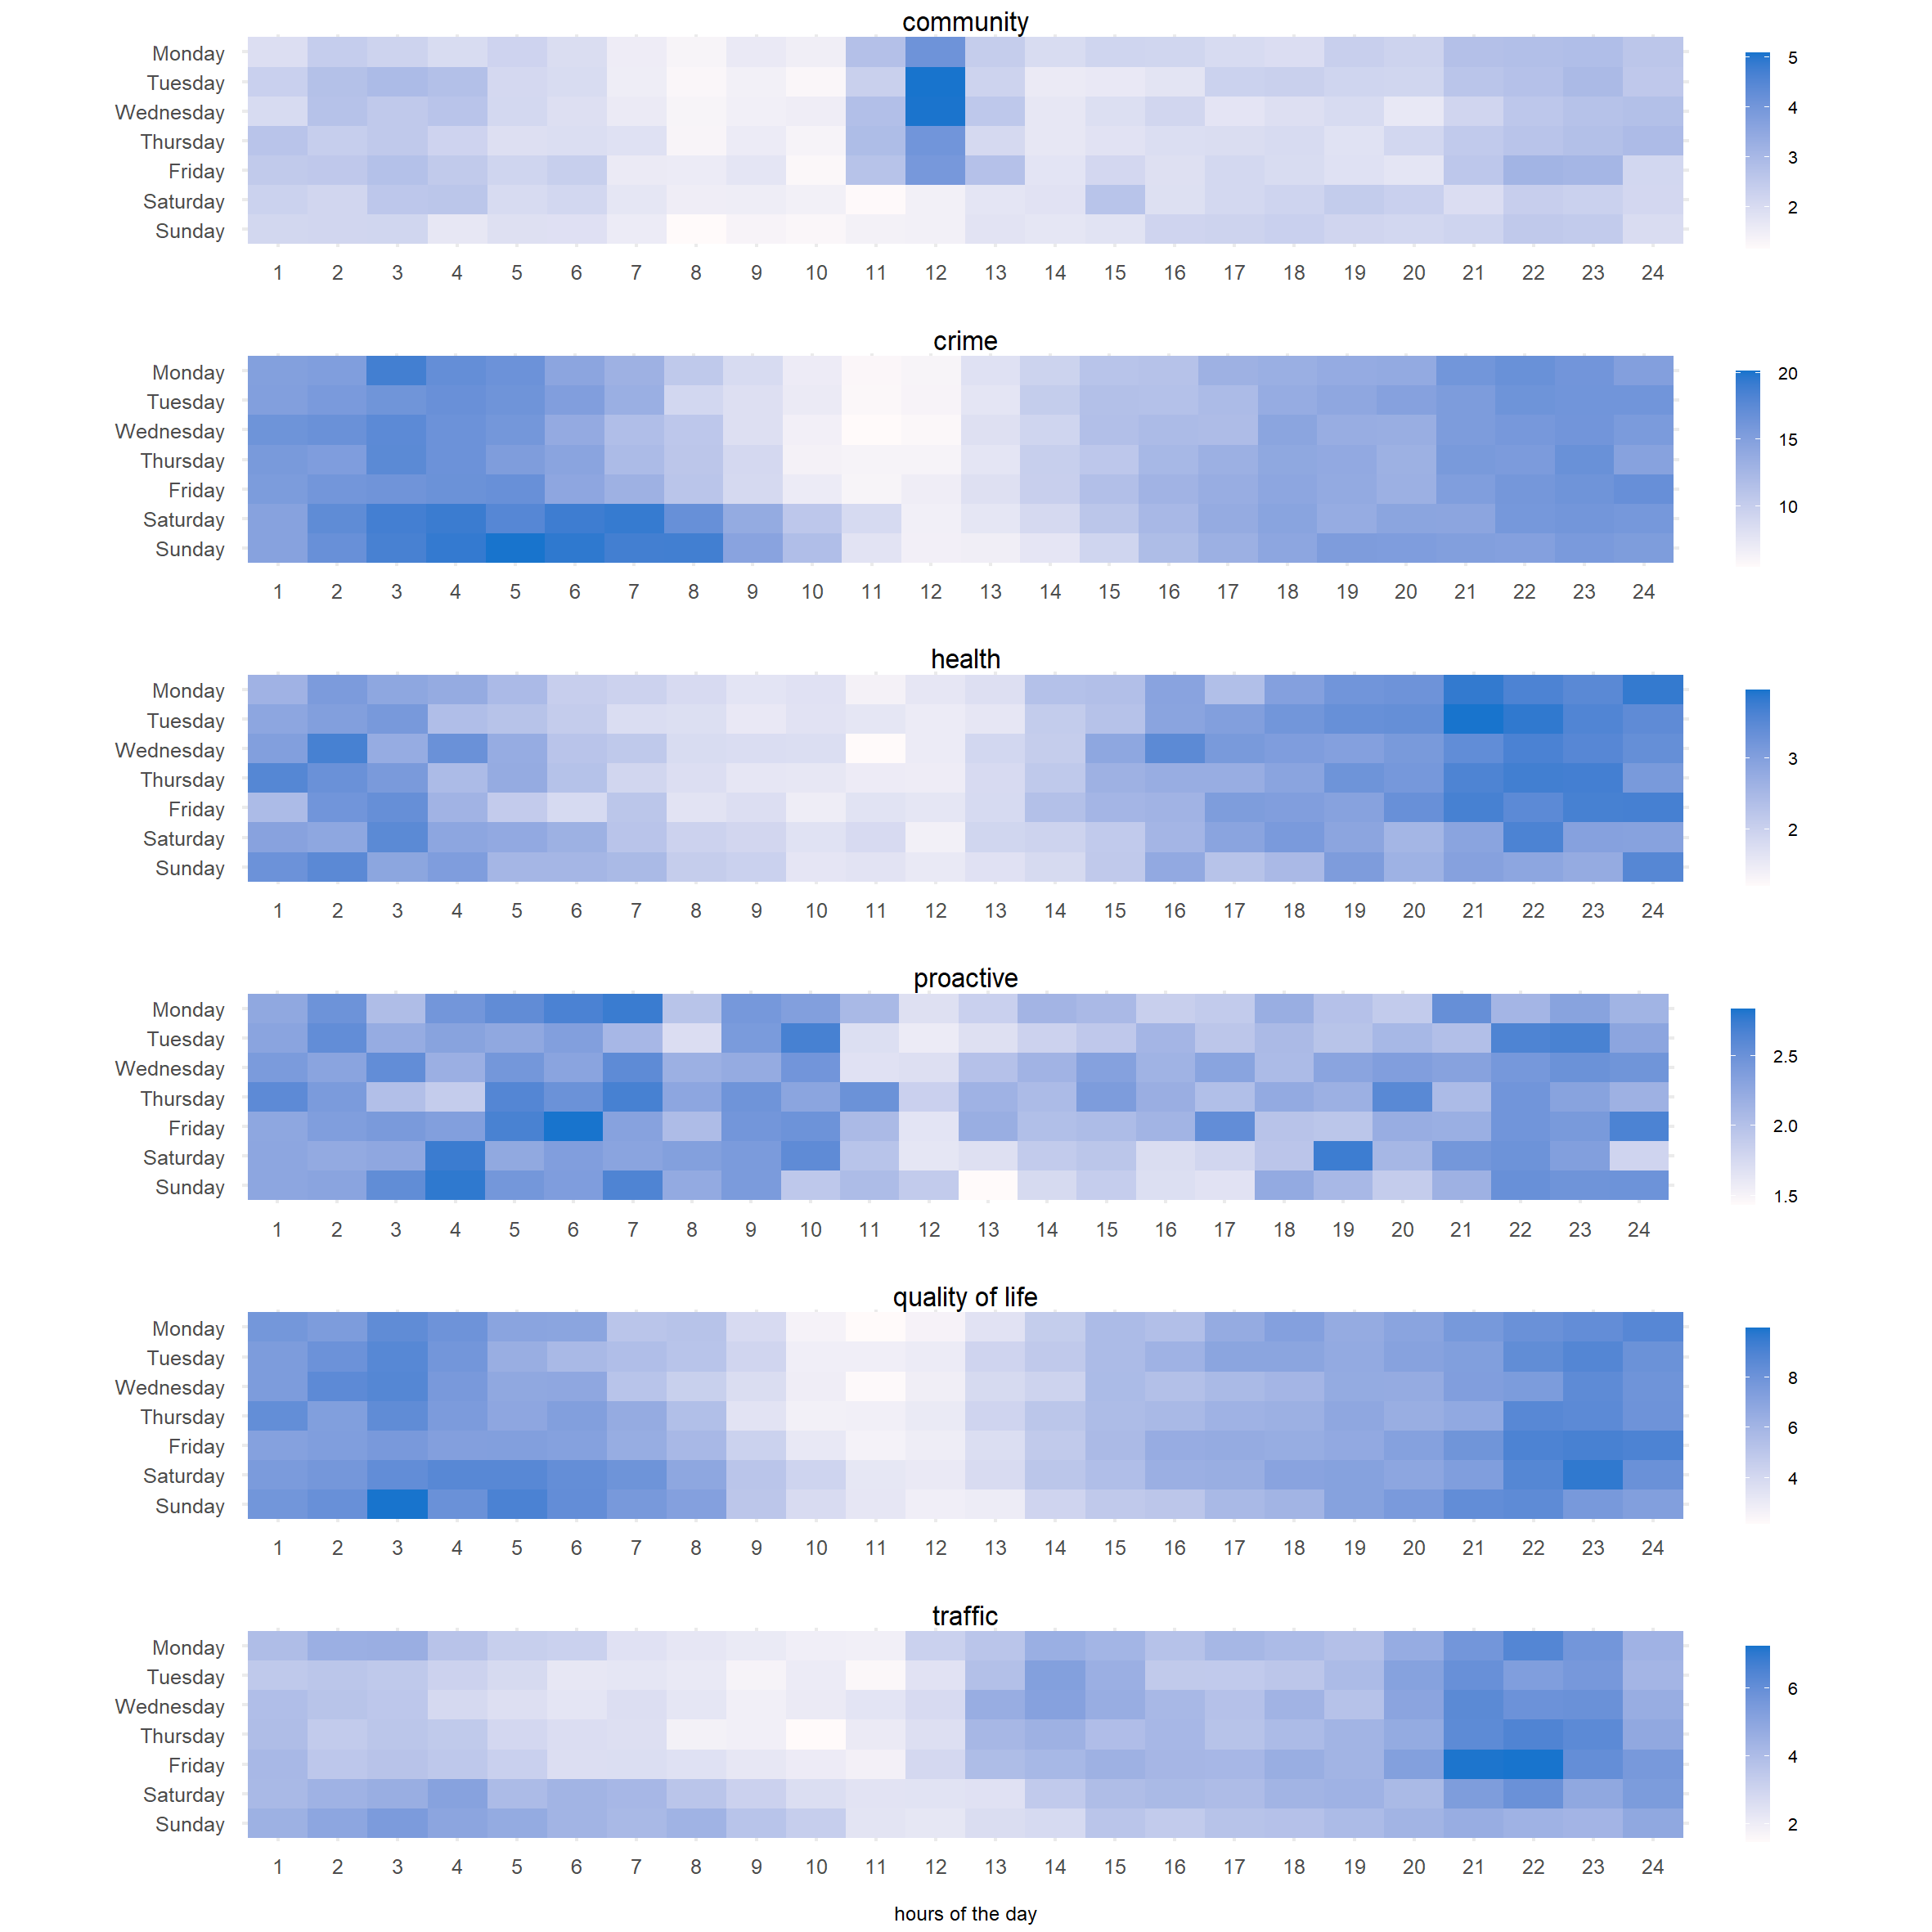 community
Monday
Tuesday
Wednesday
Thursday
Friday
Saturday
Sunday
1 2 3 4 5 6 7 8 9 10 11 12 13 14 15 16 17 18 19 20 21 22 23 24
5
4
3
2
crime
Monday
Tuesday
Wednesday
Thursday
Friday
Saturday
Sunday
1 2 3 4 5 6 7 8 9 10 11 12 13 14 15 16 17 18 19 20 21 22 23 24
20
15
10
health
Monday
Tuesday
Wednesday
Thursday
Friday
Saturday
Sunday
1 2 3 4 5 6 7 8 9 10 11 12 13 14 15 16 17 18 19 20 21 22 23 24
3
2
proactive
Monday
Tuesday
Wednesday
Thursday
Friday
Saturday
Sunday
1 2 3 4 5 6 7 8 9 10 11 12 13 14 15 16 17 18 19 20 21 22 23 24
2.5
2.0
1.5
quality of life
Monday
Tuesday
Wednesday
Thursday
Friday
Saturday
Sunday
1 2 3 4 5 6 7 8 9 10 11 12 13 14 15 16 17 18 19 20 21 22 23 24
8
6
4
traffic
Monday
Tuesday
Wednesday
Thursday
Friday
Saturday
Sunday
1 2 3 4 5 6 7 8 9 10 11 12 13 14 15 16 17 18 19 20 21 22 23 24
6
4
2
hours of the day